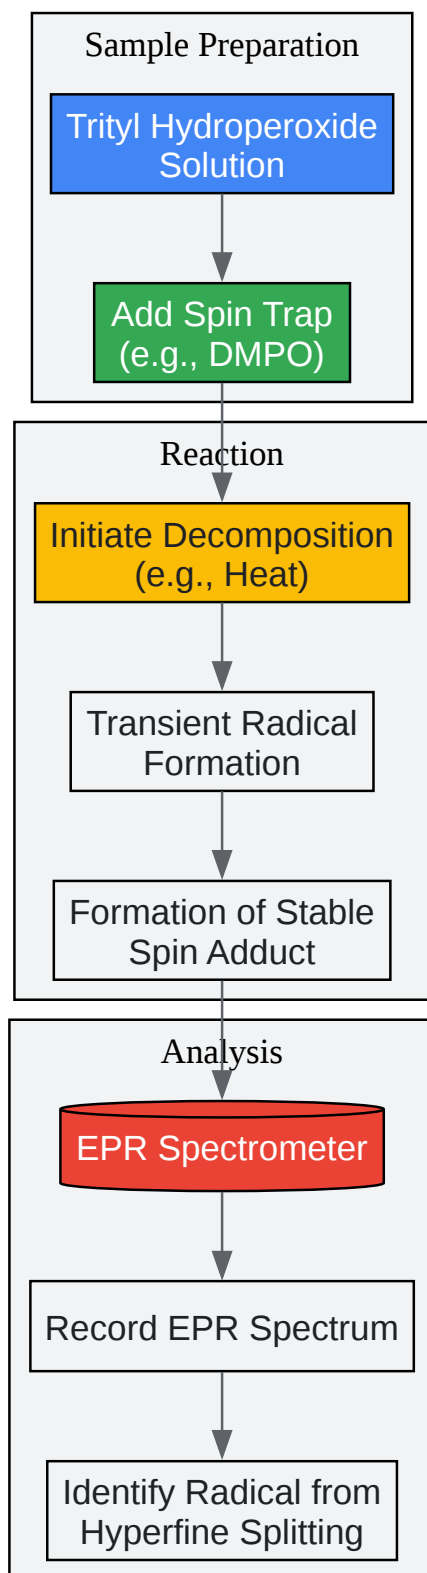 Sample Preparation
Trityl Hydroperoxide
Solution
Add Spin Trap
(e.g., DMPO)
Reaction
Initiate Decomposition
(e.g., Heat)
Transient Radical
Formation
Formation of Stable
Spin Adduct
Analysis
EPR Spectrometer
Record EPR Spectrum
Identify Radical from
Hyperfine Splitting